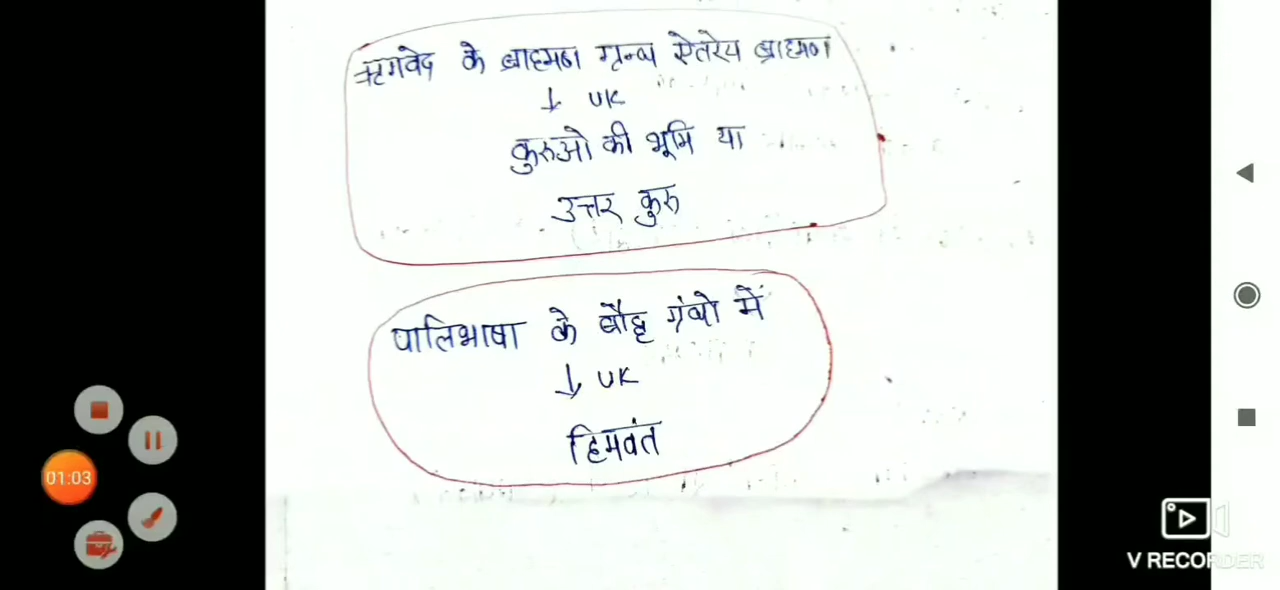 ऋगवेद के ब्राह्मण ग्रन्थ ऐतरेय ब्राह्मण
↓ UK
कुरुओ की भूमि या
उत्तर कुरु
पालिभाषा के बौद्ध ग्रंथो में
↓ UK
हिमवंत
01:03
V RECORDER